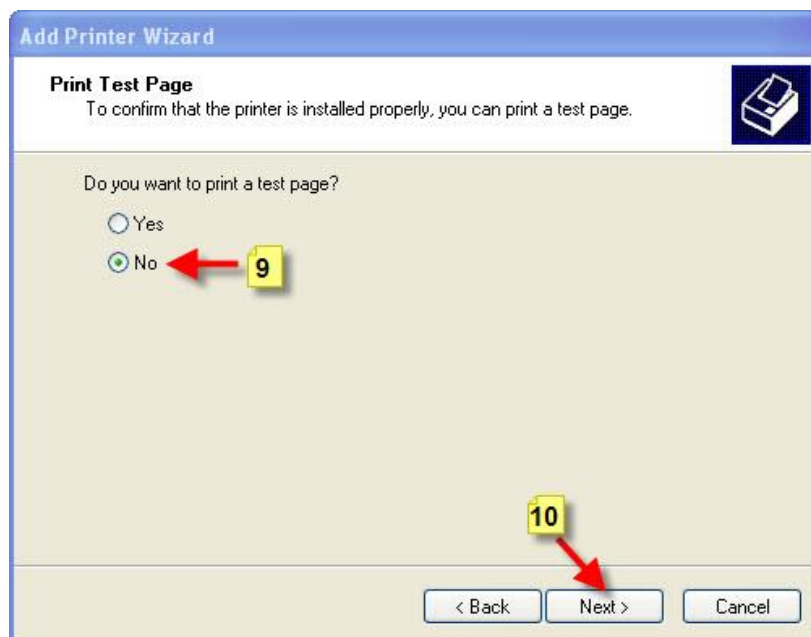 Add Printer Wizard
Print Test Page
To confirm that the printer is installed properly, you can print a test page.
Do you want to print a test page?
Yes
No
9
10
< Back
Next >
Cancel